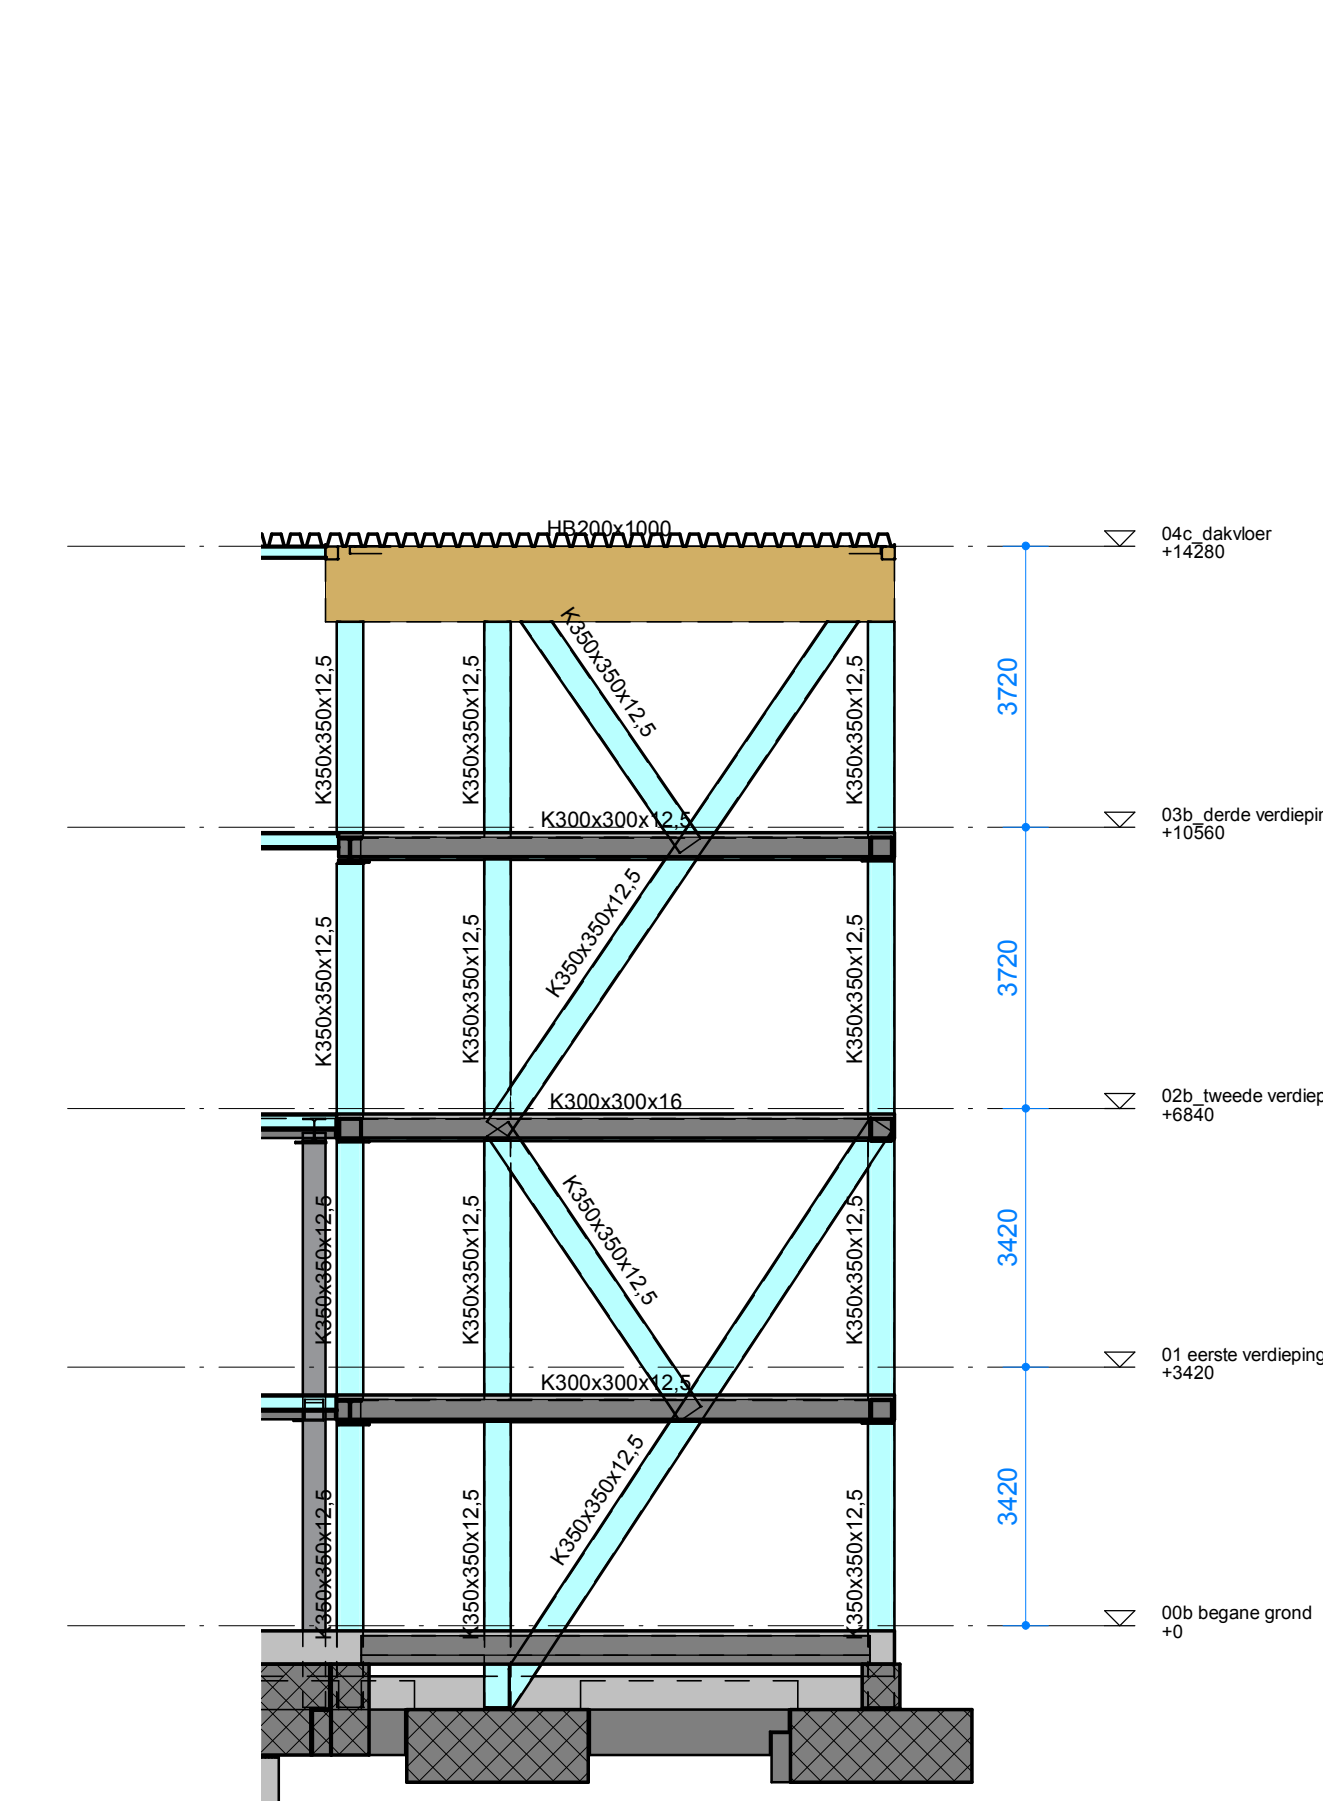 HB200x1000
04c_dakvloer
+14280
K350x350x12,5
K350x350x12,5
K350x350x12,5
K350x350x12,5
3720
K300x300x12,5
03b_derde verdiepin
+10560
K350x350x12,5
K350x350x12,5
K350x350x12,5
K350x350x12,5
3720
K300x300x16
02b_tweede verdiep
+6840
K350x350x12,5
K350x350x12,5
K350x350x12,5
K350x350x12,5
3420
K300x300x12,5
01 eerste verdieping
+3420
K350x350x12,5
K350x350x12,5
K350x350x12,5
K350x350x12,5
3420
00b begane grond
+0